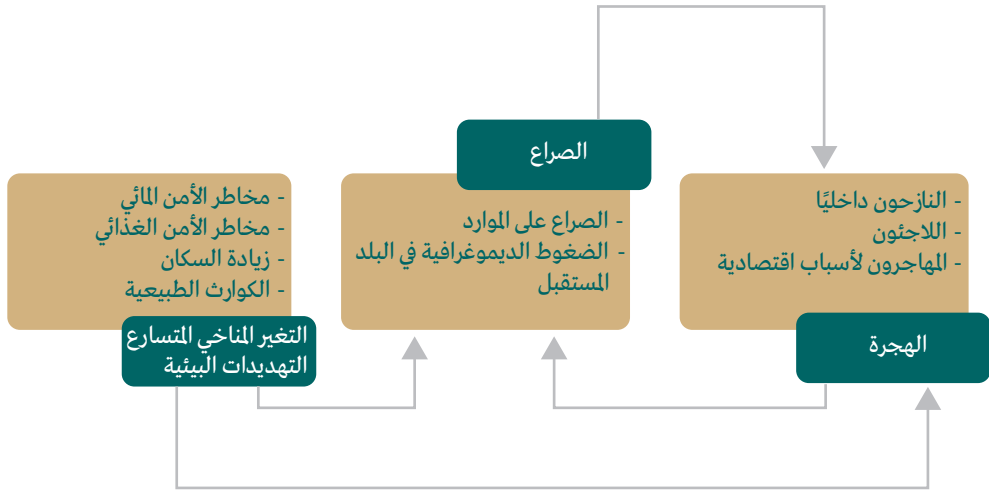 الصراع
- النازحون داخليًا
- اللاجئون
- المهاجرون لأسباب اقتصادية
الهجرة
- الصراع على الموارد
- الضغوط الديموغرافية في البلد
المستقبل
- مخاطر الأمن المائي
- مخاطر الأمن الغذائي
- زيادة السكان
- الكوارث الطبيعية
التغير المناخي المتسارع
التهديدات البيئية